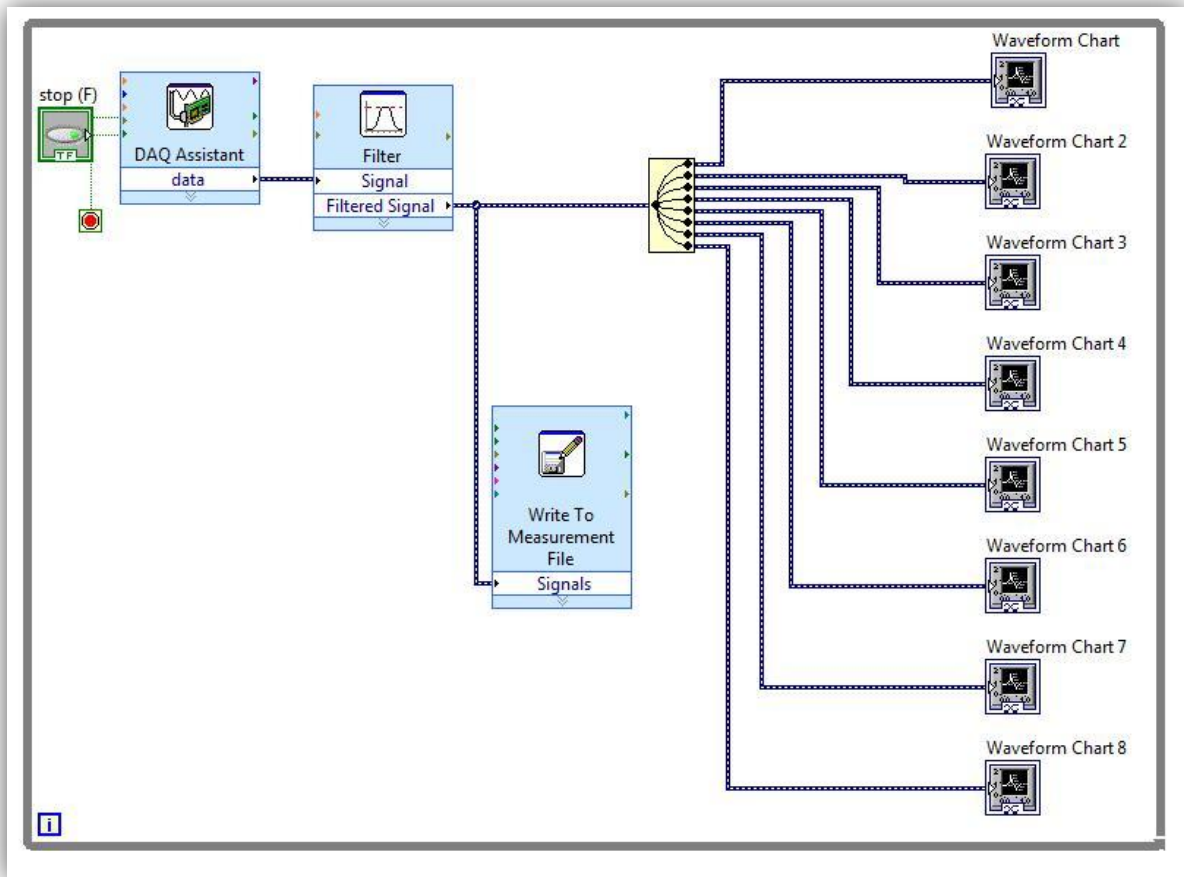 stop (F)
TF
DAQ Assistant
data
Filter
Signal
Filtered Signal
Write To
Measurement
File
Signals
Waveform Chart
Waveform Chart 2
Waveform Chart 3
Waveform Chart 4
Waveform Chart 5
Waveform Chart 6
Waveform Chart 7
Waveform Chart 8
i